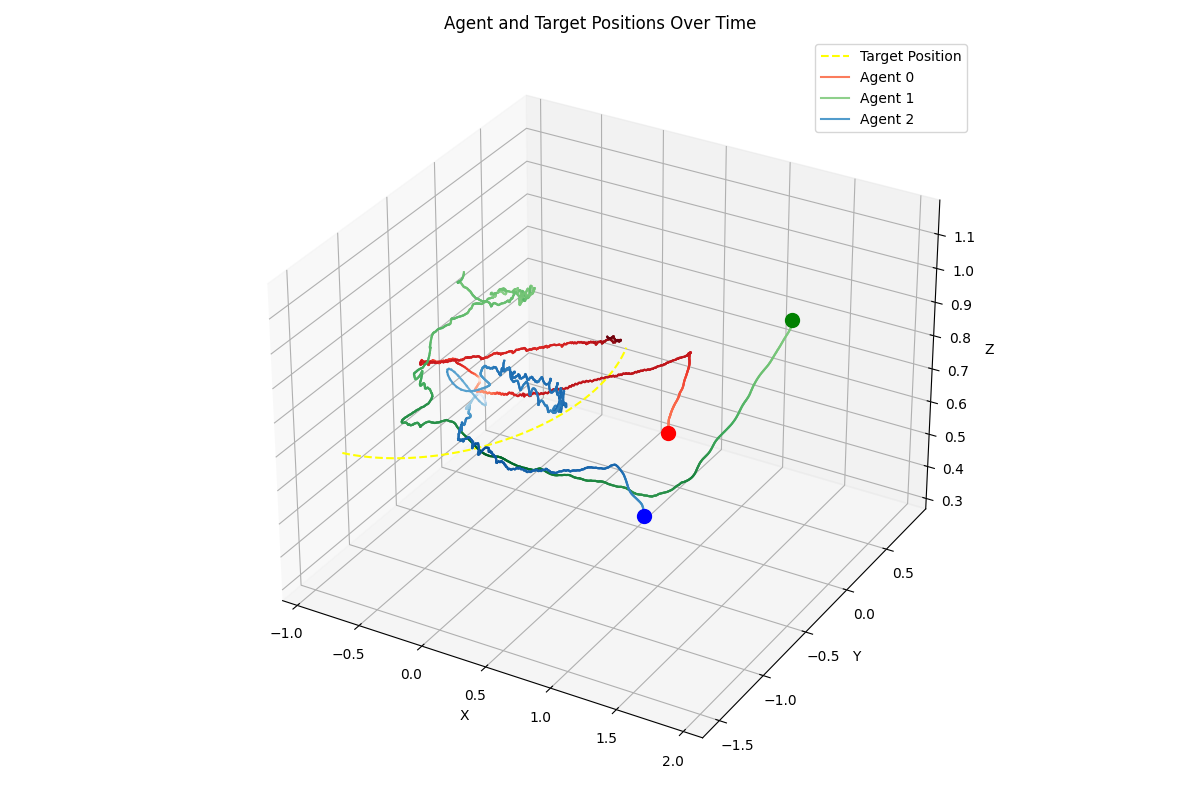 Agent and Target Positions Over Time
Target Position
Agent 0
Agent 1
Agent 2
1.1
1.0
0.9
0.8
Z
0.7
0.6
0.5
0.4
0.3
0.5
0.0
−0.5
Y
−1.0
−1.5
−1.0
−0.5
0.0
0.5
X
1.0
1.5
2.0